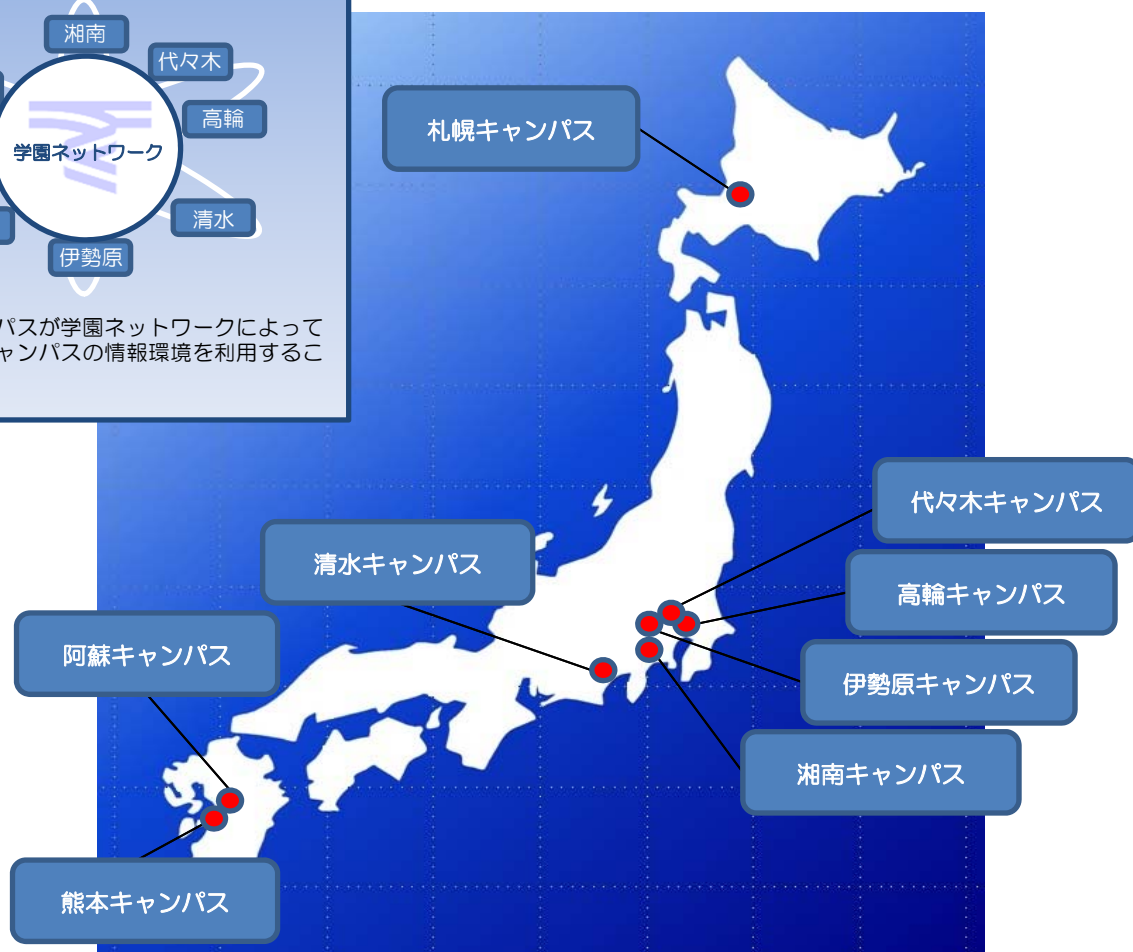 湘南
代々木
高輪
学園ネットワーク
清水
伊勢原
パスが学園ネットワークによって
ャンパスの情報環境を利用するこ
札幌キャンパス
代々木キャンパス
清水キャンパス
高輪キャンパス
阿蘇キャンパス
伊勢原キャンパス
湘南キャンパス
熊本キャンパス